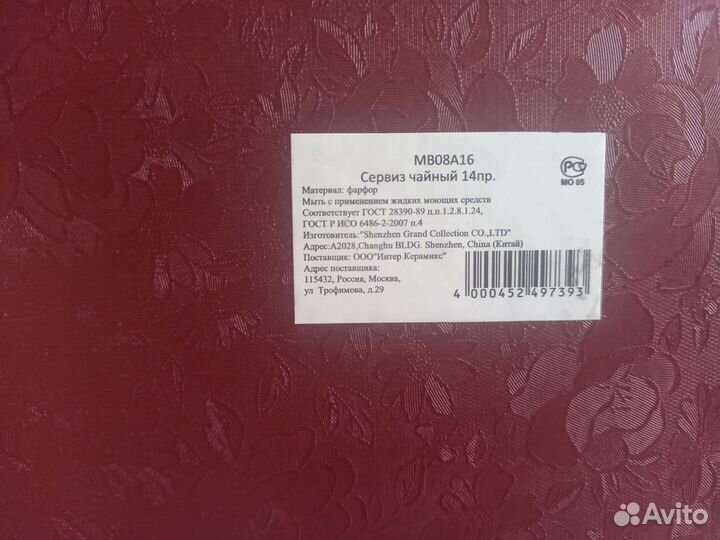 MB08A16
Сервиз чайный 14пр.
Материал: фарфор
Мыть с применением жидких моющих средств
Соответствует ГОСТ 28390-89 п.п.1.2.8.1.24,
ГОСТ Р ИСО 6486-2-2007 п.4
Изготовитель:"Shenzhen Grand Collection CO.,LTD"
Адрес:A2028,Changhu BLDG. Shenzhen, China (Китай)
Поставщик: ООО"Интер Керамикс"
Адрес поставщика:
115432, Россия, Москва,
ул Трофимова, д.29
РСТ
МО 05
4 000452 497393
Avito